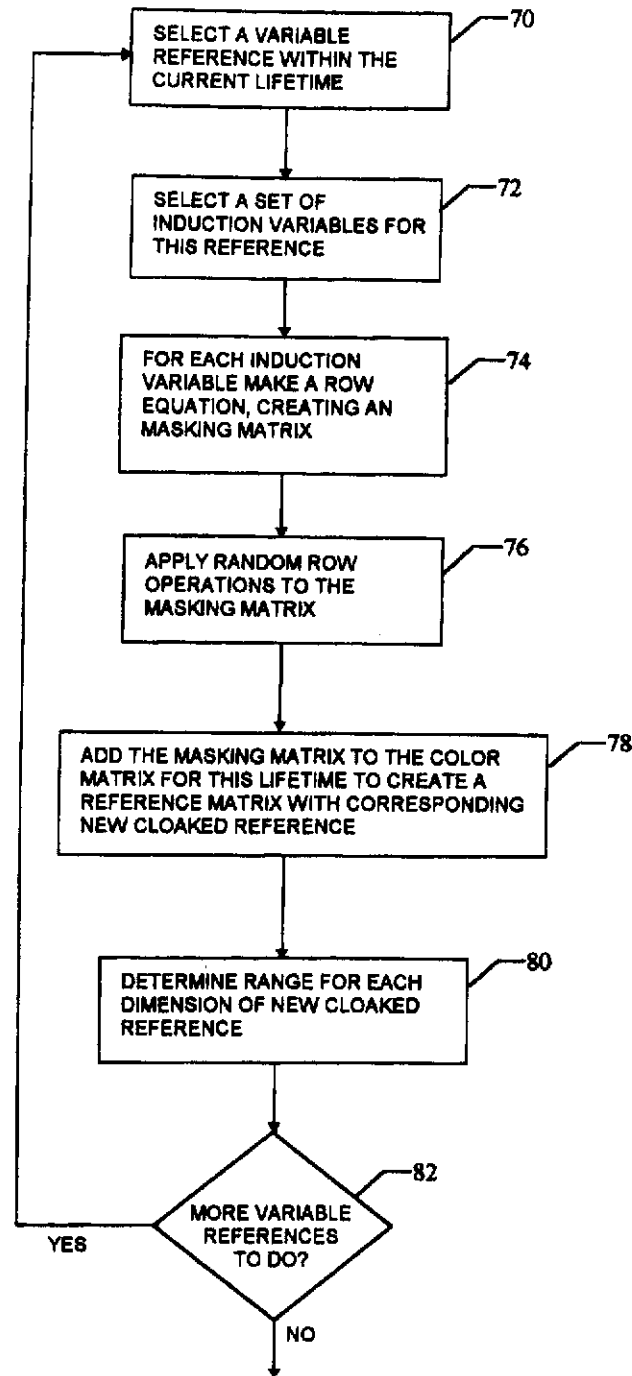 SELECT A VARIABLE
REFERENCE WITHIN THE
CURRENT LIFETIME
70
SELECT A SET OF
INDUCTION VARIABLES FOR
THIS REFERENCE
72
FOR EACH INDUCTION
VARIABLE MAKE A ROW
EQUATION, CREATING AN
MASKING MATRIX
74
APPLY RANDOM ROW
OPERATIONS TO THE
MASKING MATRIX
76
ADD THE MASKING MATRIX TO THE COLOR
MATRIX FOR THIS LIFETIME TO CREATE A
REFERENCE MATRIX WITH CORRESPONDING
NEW CLOAKED REFERENCE
78
DETERMINE RANGE FOR EACH
DIMENSION OF NEW CLOAKED
REFERENCE
80
MORE VARIABLE
REFERENCES
TO DO?
82
YES
NO